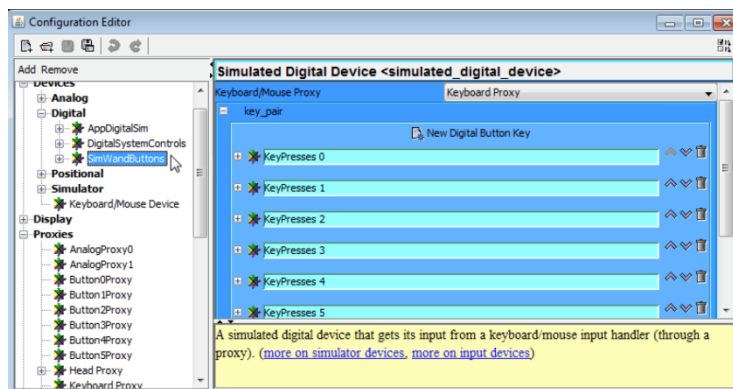 Configuration Editor
Add Remove
Devices
Analog
Digital
AppDigitalSim
DigitalSystemControls
SimWandButtons
Positional
Simulator
Keyboard/Mouse Device
Display
Proxies
AnalogProxy0
AnalogProxy1
Button0Proxy
Button1Proxy
Button2Proxy
Button3Proxy
Button4Proxy
Button5Proxy
Head Proxy
Keyboard Proxy
Simulated Digital Device <simulated_digital_device>
Keyboard/Mouse Proxy Keyboard Proxy
key_pair
New Digital Button Key
KeyPresses 0
KeyPresses 1
KeyPresses 2
KeyPresses 3
KeyPresses 4
KeyPresses 5
A simulated digital device that gets its input from a keyboard/mouse input handler (through a
proxy). (more on simulator devices, more on input devices)